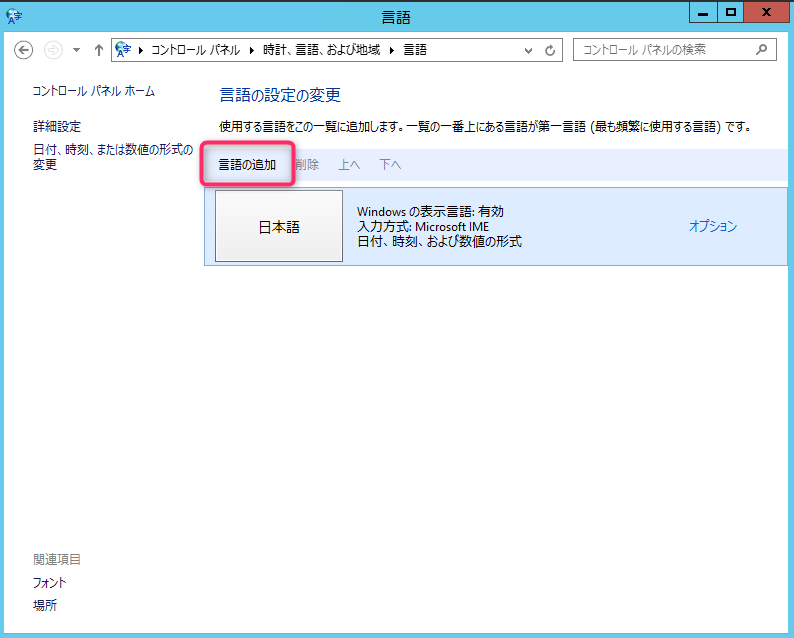 言語
コントロール パネル ▸ 時計、言語、および地域 ▸ 言語
コントロール パネルの検索
コントロール パネル ホーム
詳細設定
日付、時刻、または数値の形式の
変更
言語の設定の変更
使用する言語をこの一覧に追加します。一覧の一番上にある言語が第一言語 (最も頻繁に使用する言語) です。
言語の追加 削除 上へ 下へ
日本語
Windows の表示言語: 有効
入力方式: Microsoft IME
日付、時刻、および数値の形式
オプション
関連項目
フォント
場所